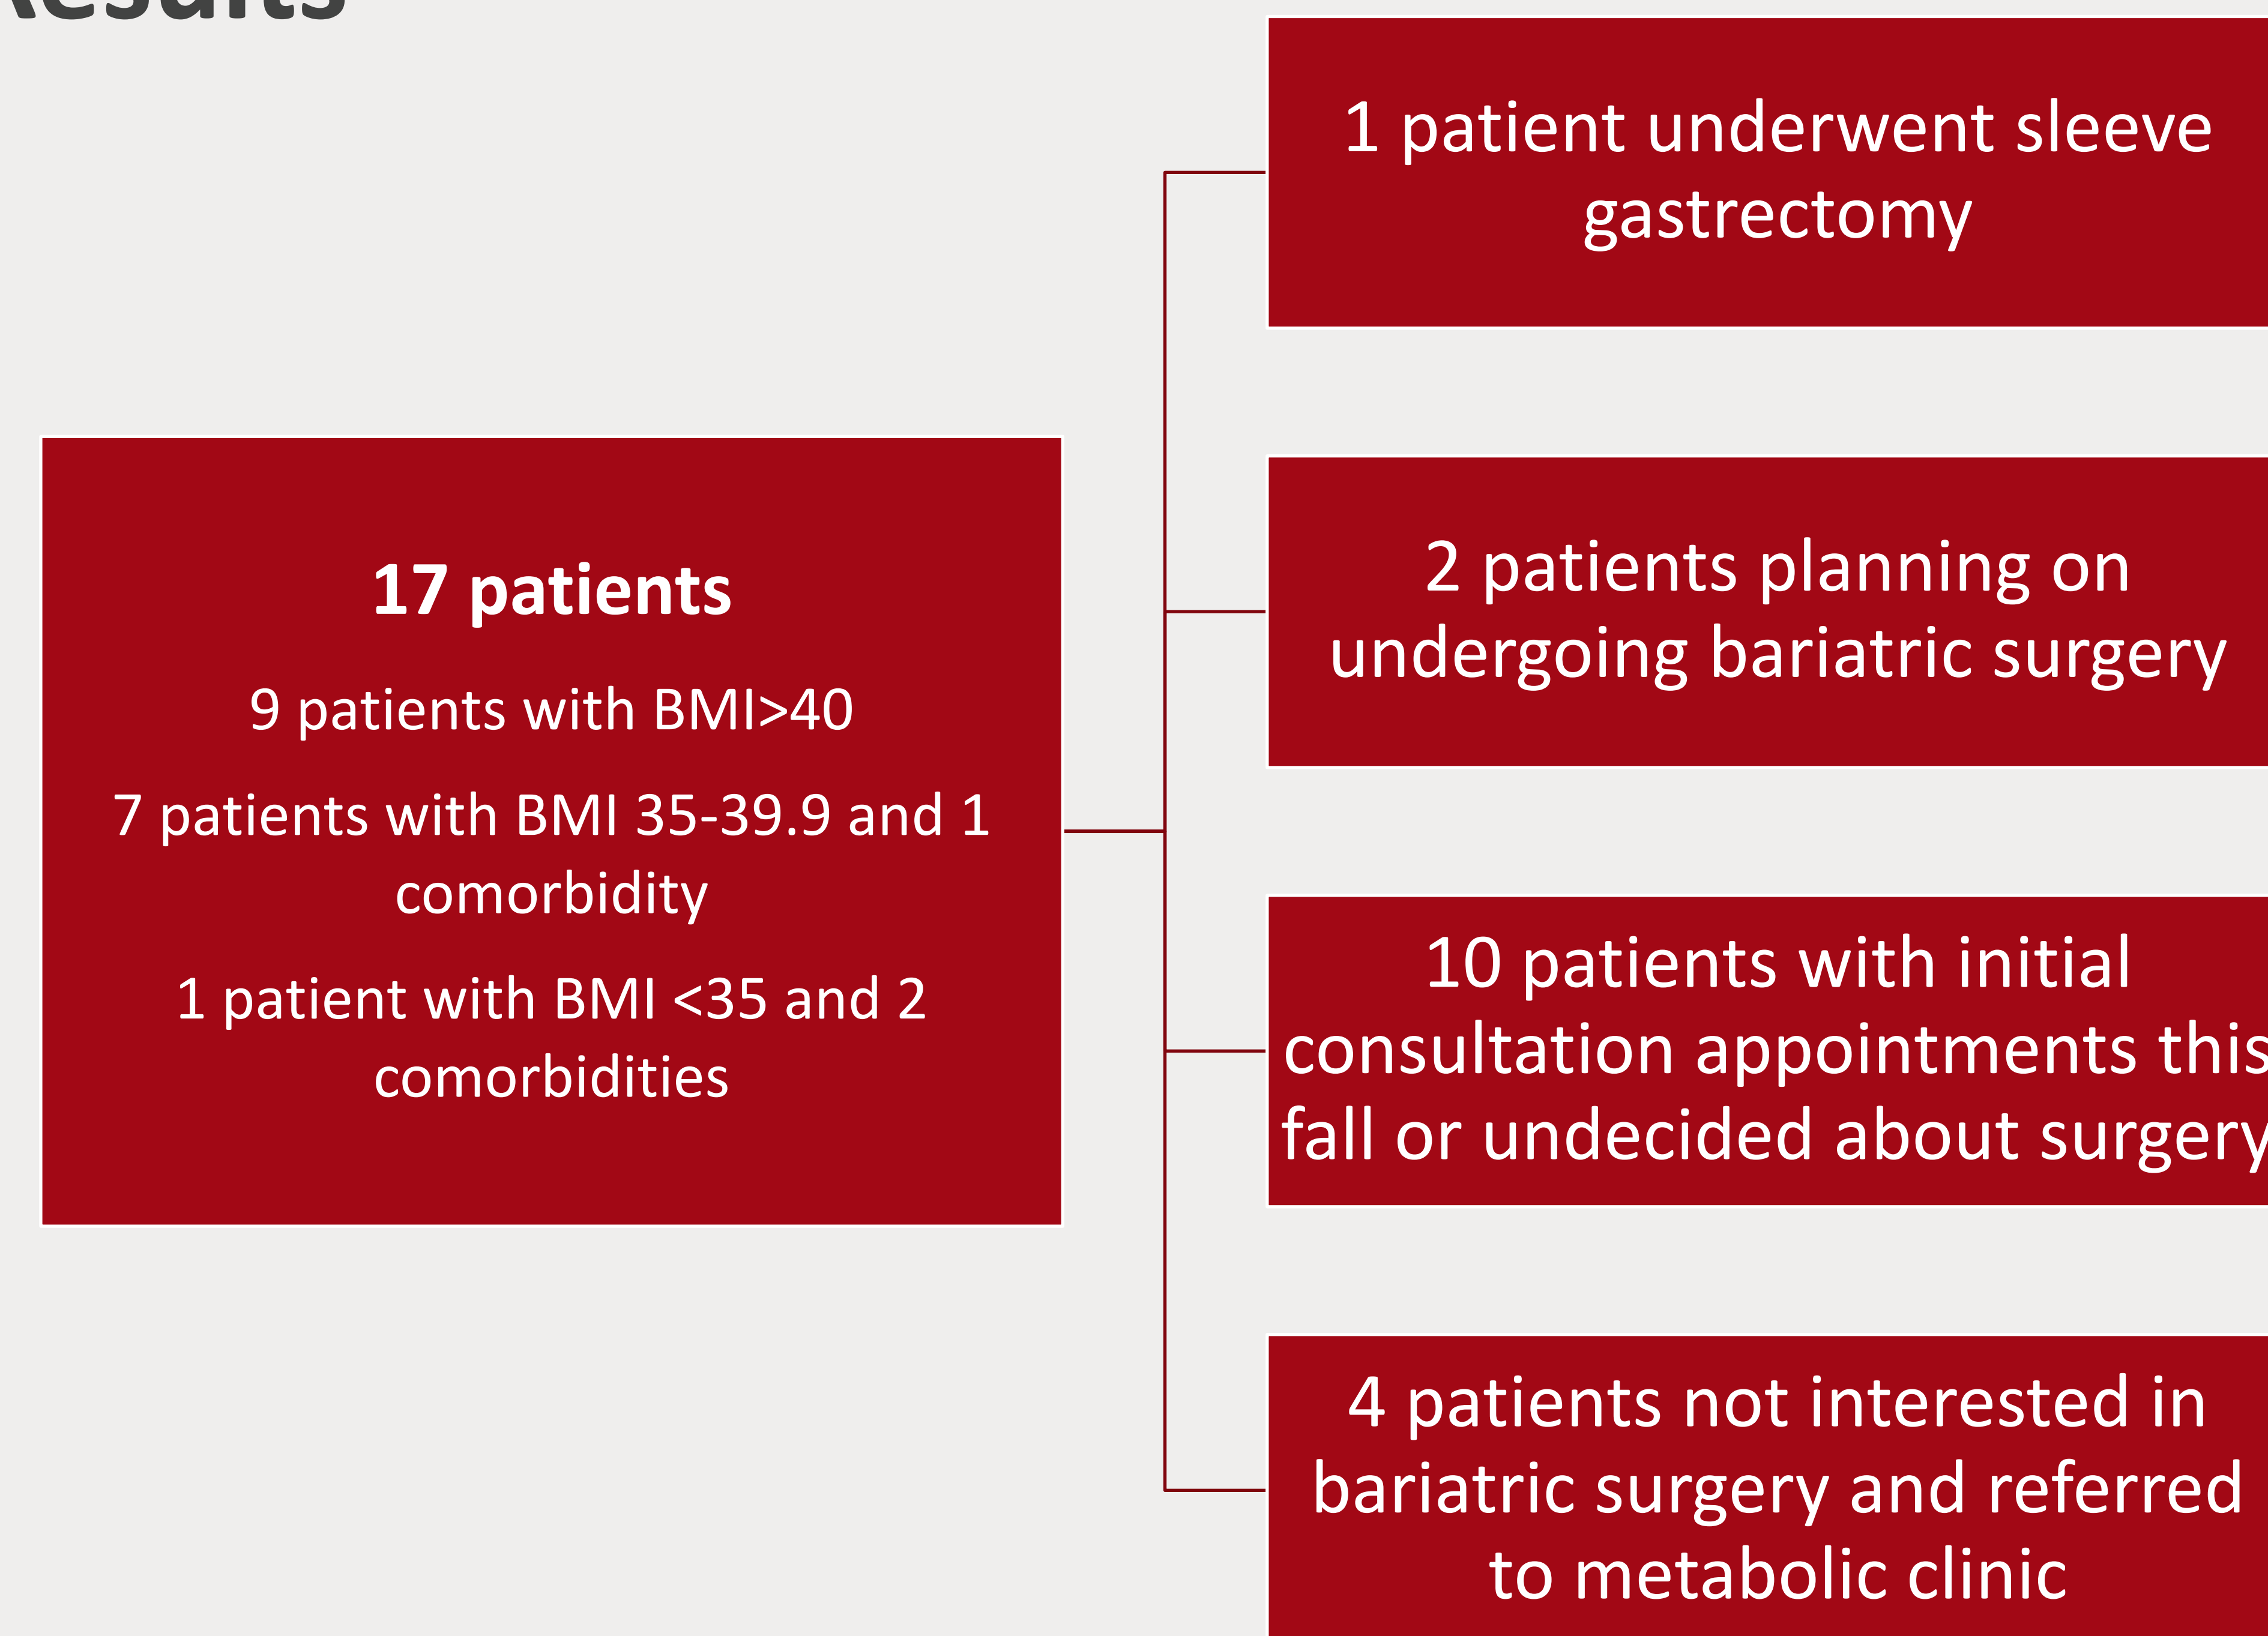 Results
17 patients
9 patients with BMI>40
7 patients with BMI 35-39.9 and 1
comorbidity
1 patient with BMI <35 and 2
comorbidities
1 patient underwent sleeve
gastrectomy
2 patients planning on
undergoing bariatric surgery
10 patients with initial
consultation appointments this
fall or undecided about surgery
4 patients not interested in
bariatric surgery and referred
to metabolic clinic